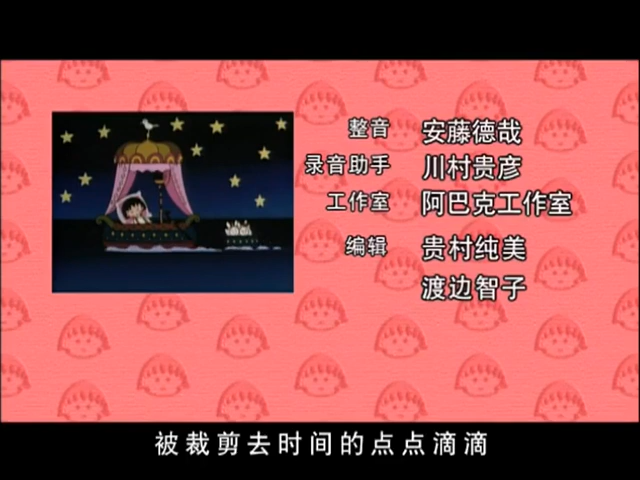 整音 安藤德哉
录音助手 川村贵彦
工作室 阿巴克工作室
编辑 贵村纯美
渡边智子
被裁剪去时间的点点滴滴